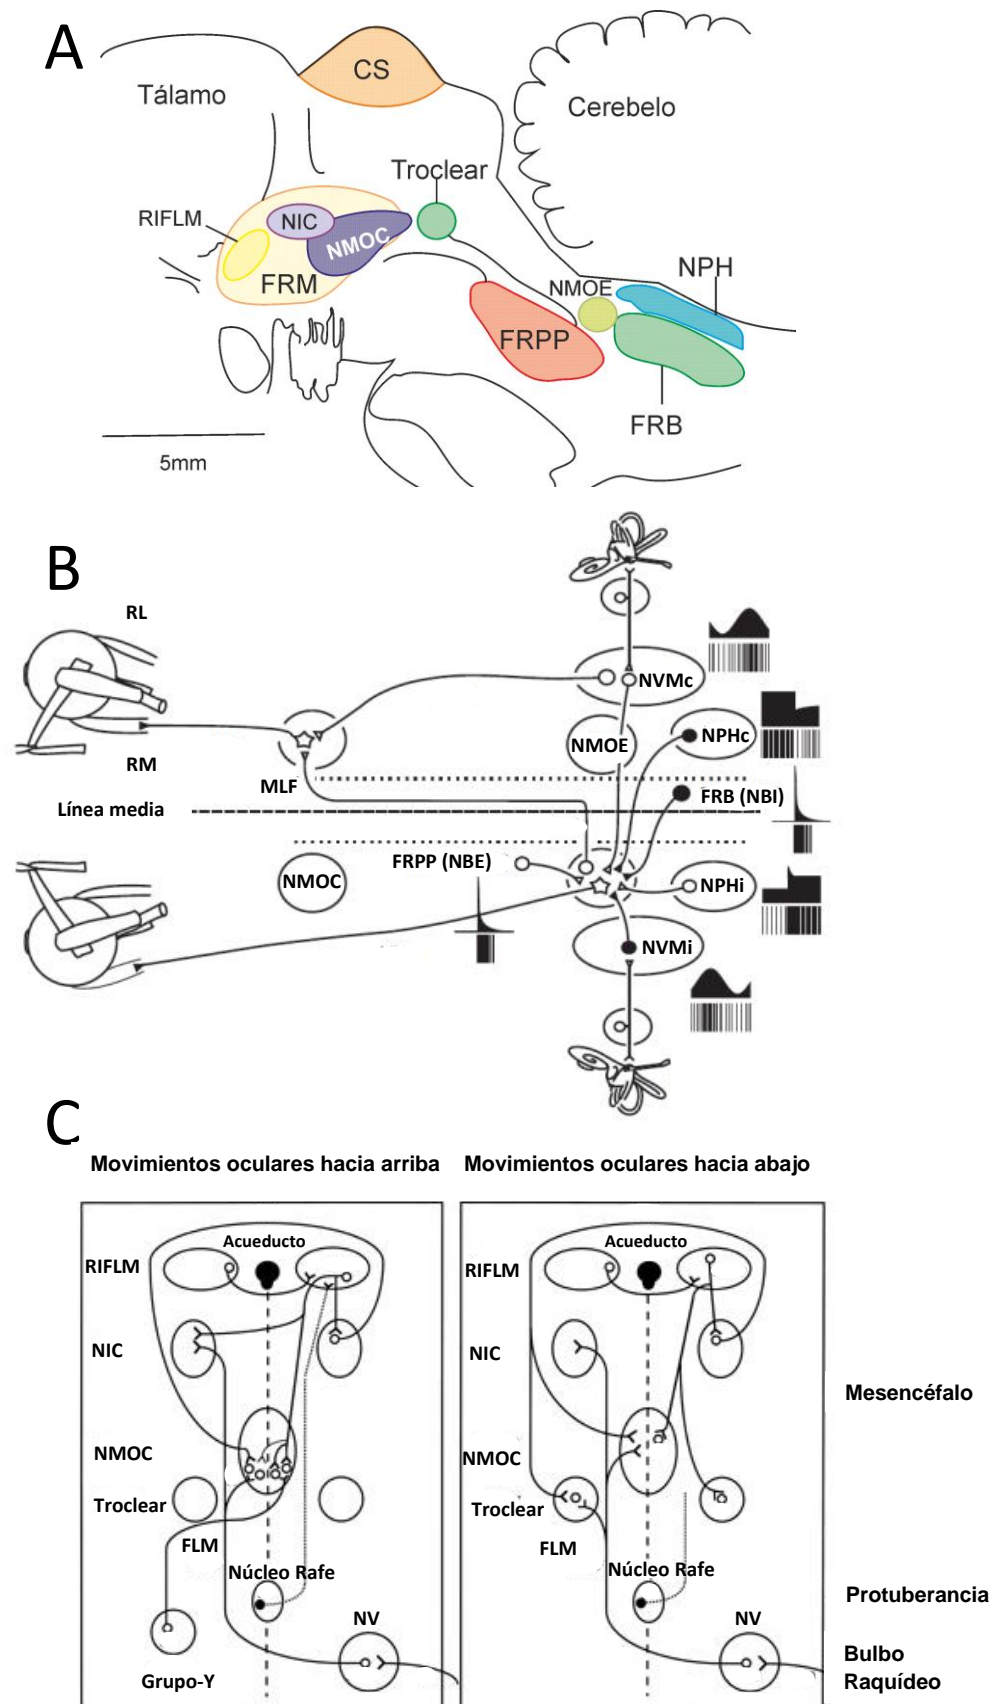 A
CS
Tálamo
Cerebelo
Troclear
RIFLM
NIC
NMOC
FRM
NPH
NMOE
FRPP
FRB
5mm
B
RL
NVMc
NMOE
NPHc
RM
MLF
FRB (NBI)
Línea media
FRPP (NBE)
NMOC
NPHi
NVMi
C
Movimientos oculares hacia arriba
Movimientos oculares hacia abajo
Acueducto
RIFLM
NIC
NMOC
Troclear
FLM
Núcleo Rafe
NV
Grupo-Y
Acueducto
RIFLM
NIC
NMOC
Troclear
FLM
Núcleo Rafe
NV
Mesencéfalo
Protuberancia
Bulbo
Raquídeo